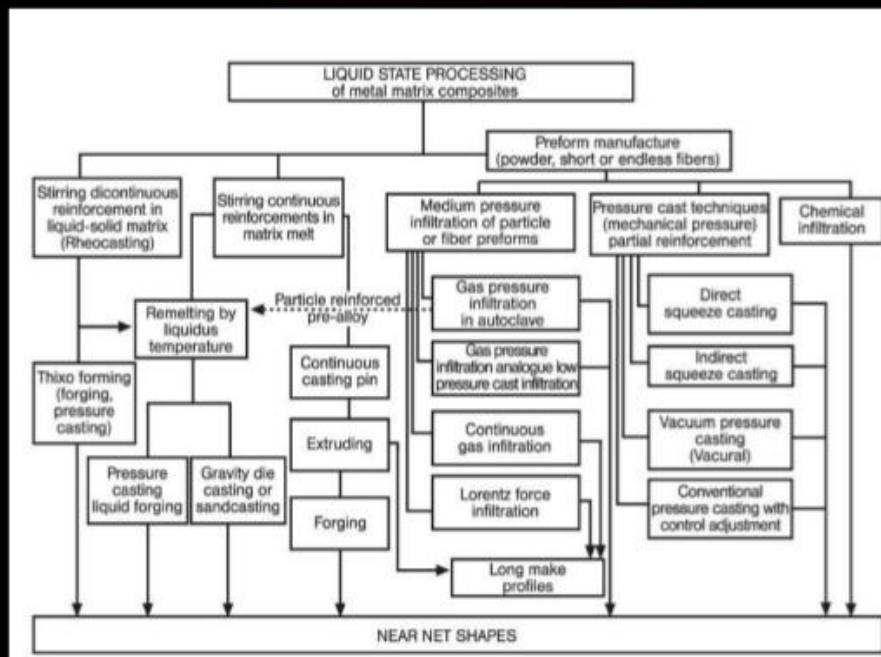 LIQUID STATE PROCESSING
of metal matrix composites
Preform manufacture
(powder, short or endless fibers)
Stirring dicontinuous
reinforcement in
liquid-solid matrix
(Rheocasting)
Stirring continuous
reinforcements in
matrix melt
Medium pressure
infiltration of particle
or fiber preforms
Pressure cast techniques
(mechanical pressure)
partial reinforcement
Chemical
infiltration
Remelting by
liquidus
temperature
Particle reinforced
pre-alloy
Gas pressure
infiltration
in autoclave
Direct
squeeze casting
Thixo forming
(forging,
pressure
casting)
Continuous
casting pin
Gas pressure
infiltration analogue low
pressure cast infiltration
Indirect
squeeze casting
Extruding
Continuous
gas infiltration
Vacuum pressure
casting
(Vacural)
Pressure
casting
liquid forging
Gravity die
casting or
sandcasting
Forging
Lorentz force
infiltration
Conventional
pressure casting with
control adjustment
Long make
profiles
NEAR NET SHAPES